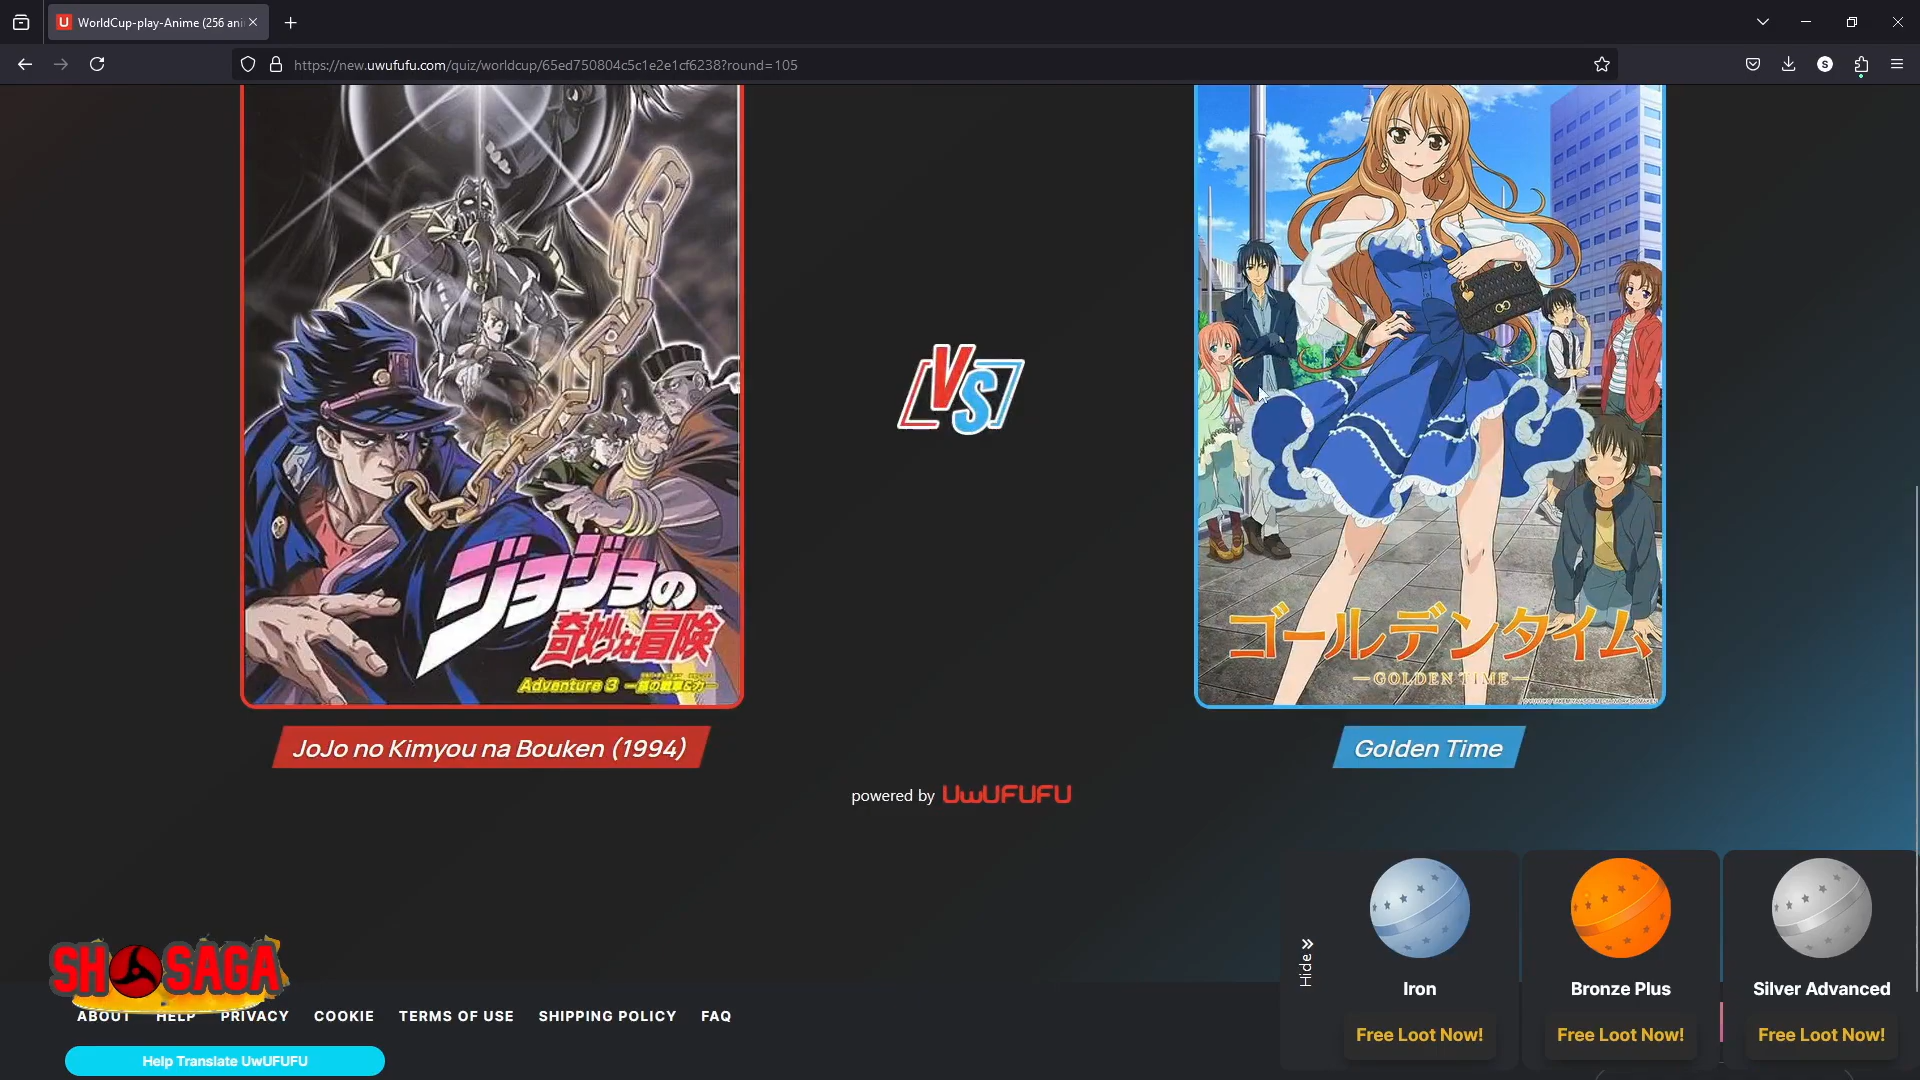 WorldCup-play-Anime (256 ani
https://new.uwufufu.com/quiz/worldcup/65ed750804c5c1e2e1cf6238?round=105
S
VS
ジョジョの
奇妙な冒険
Adventure 3
ゴールデンタイム
GOLDEN TIME
JoJo no Kimyou na Bouken (1994)
Golden Time
powered by UwUFUFU
Hide
Iron
Bronze Plus
Silver Advanced
Free Loot Now!
Free Loot Now!
Free Loot Now!
SHOSAGA
ABOUT HELP PRIVACY COOKIE TERMS OF USE SHIPPING POLICY FAQ
Help Translate UwUFUFU